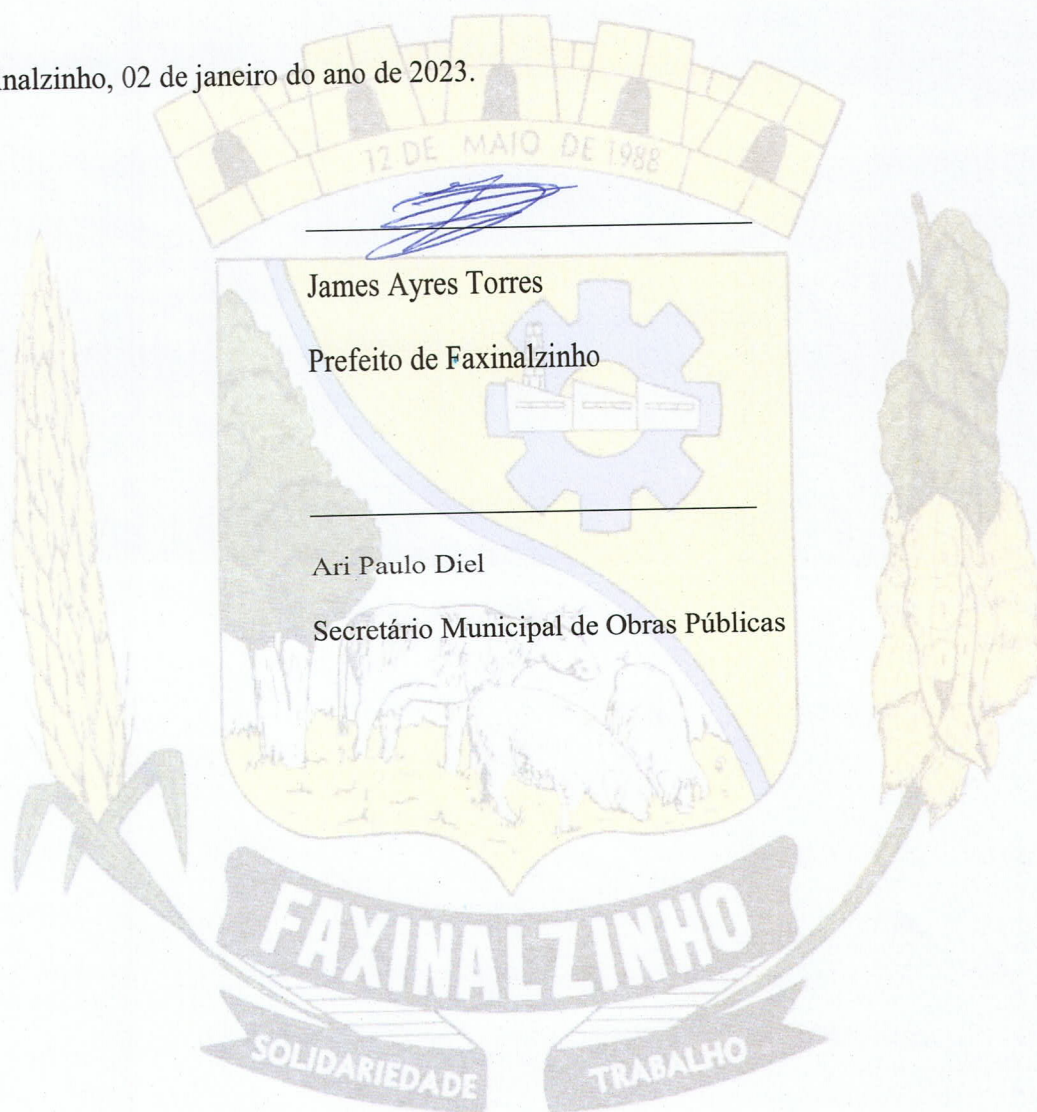 nalzinho, 02 de janeiro do ano de 2023.
12 DE MAIO DE 1988
James Ayres Torres
Prefeito de Faxinalzinho
Ari Paulo Diel
Secretário Municipal de Obras Públicas
FAXINALZINHO
SOLIDARIEDADE TRABALHO